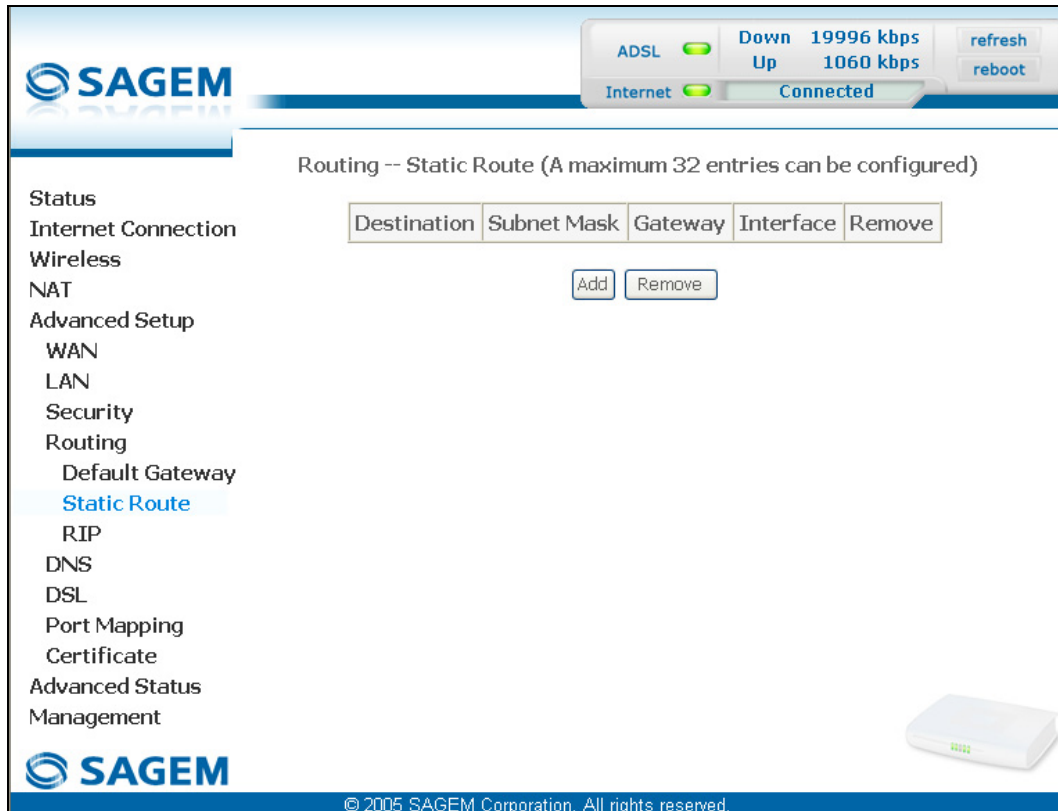 SAGEM
ADSL Down 19996 kbps
Up 1060 kbps
Internet Connected
refresh
reboot
Routing -- Static Route (A maximum 32 entries can be configured)
Destination Subnet Mask Gateway Interface Remove
Add Remove
Status
Internet Connection
Wireless
NAT
Advanced Setup
WAN
LAN
Security
Routing
Default Gateway
Static Route
RIP
DNS
DSL
Port Mapping
Certificate
Advanced Status
Management
SAGEM
© 2005 SAGEM Corporation. All rights reserved.